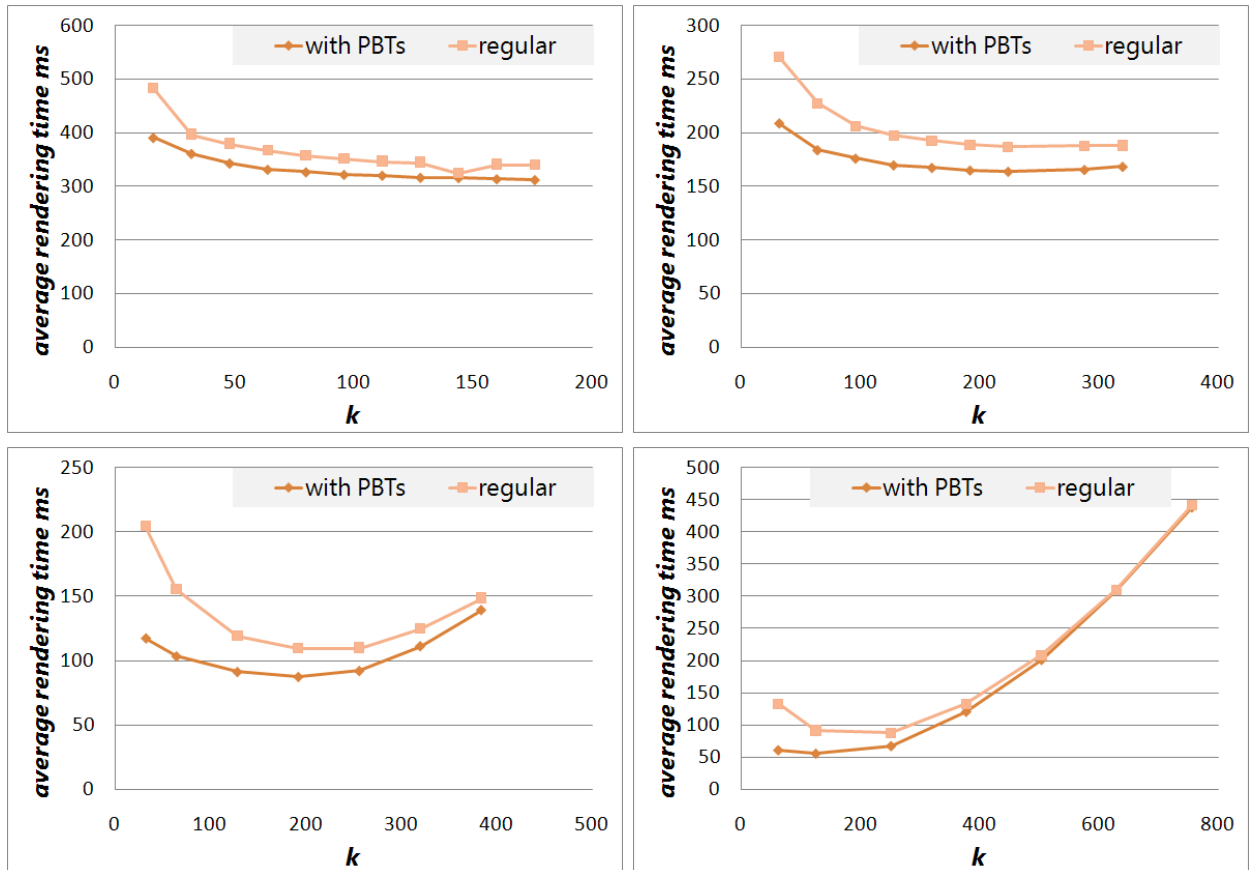 600
500
400
300
200
100
0
average rendering time ms
with PBTs
regular
0 50 100 150 200
k
300
250
200
150
100
50
0
average rendering time ms
with PBTs
regular
0 100 200 300 400
k
250
200
150
100
50
0
average rendering time ms
with PBTs
regular
0 100 200 300 400 500
k
500
450
400
350
300
250
200
150
100
50
0
average rendering time ms
with PBTs
regular
0 200 400 600 800
k